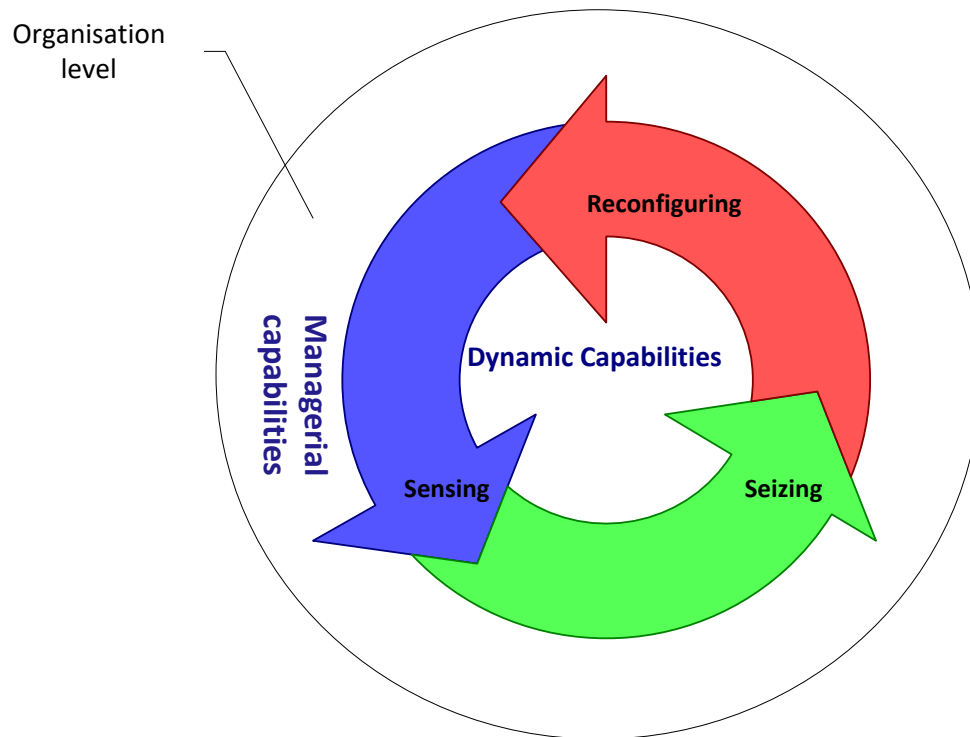 Organisation
level
Reconfiguring
Managerial
capabilities
Dynamic Capabilities
Sensing
Seizing